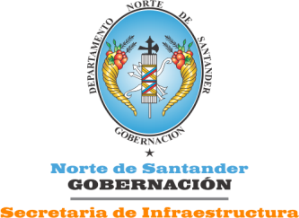 DEPARTAMENTO NORTE DE SANTANDER
GOBERNACION
Norte de Santander
GOBERNACIÓN
Secretaria de Infraestructura